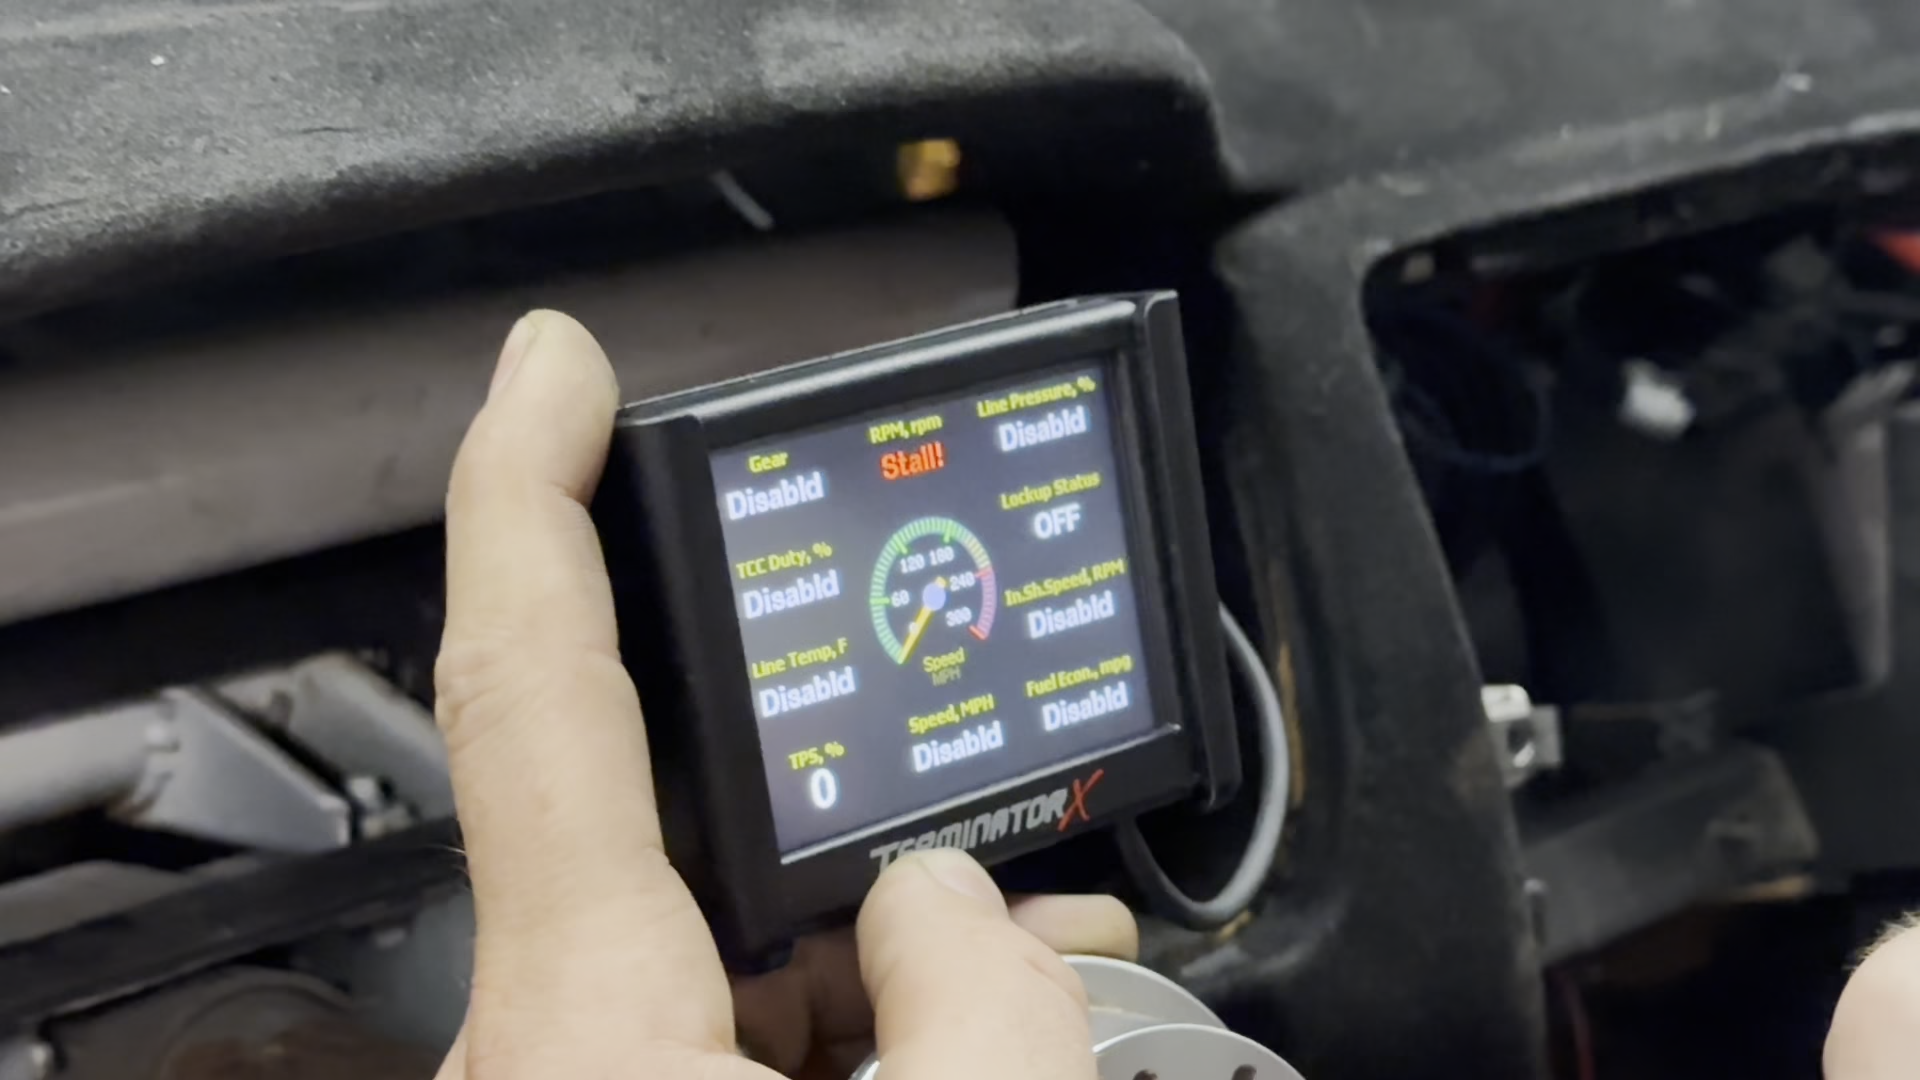 Gear
Disabld
RPM, rpm
Stall!
Line Pressure, %
Disabld
TCC Duty, %
Disabld
Lockup Status
OFF
Line Temp, F
Disabld
60
120
180
240
300
Speed
MPH
In.Sh.Speed, RPM
Disabld
TPS, %
0
Speed, MPH
Disabld
Fuel Econ., mpg
Disabld
TERMINATORX